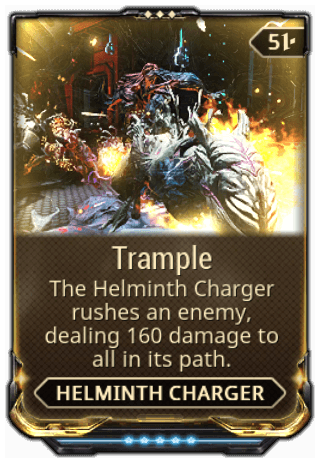 51
Trample
The Helminth Charger
rushes an enemy,
dealing 160 damage to
all in its path.
HELMINTH CHARGER